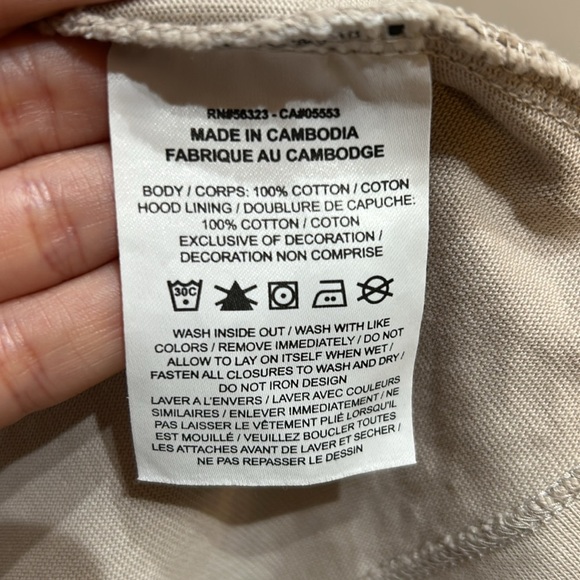 RN#56323 - CA#05553
MADE IN CAMBODIA
FABRIQUE AU CAMBODGE
BODY / CORPS: 100% COTTON / COTON
HOOD LINING / DOUBLURE DE CAPUCHE:
100% COTTON / COTON
EXCLUSIVE OF DECORATION /
DECORATION NON COMPRISE
30C
WASH INSIDE OUT / WASH WITH LIKE
COLORS / REMOVE IMMEDIATELY / DO NOT
ALLOW TO LAY ON ITSELF WHEN WET /
FASTEN ALL CLOSURES TO WASH AND DRY /
DO NOT IRON DESIGN
LAVER A L'ENVERS / LAVER AVEC COULEURS
SIMILAIRES / ENLEVER IMMEDIATEMENT / NE
PAS LAISSER LE VÊTEMENT PLIÉ LORSQU'IL
EST MOUILLÉ / VEUILLEZ BOUCLER TOUTES
LES ATTACHES AVANT DE LAVER ET SECHER /
NE PAS REPASSER LE DESSIN